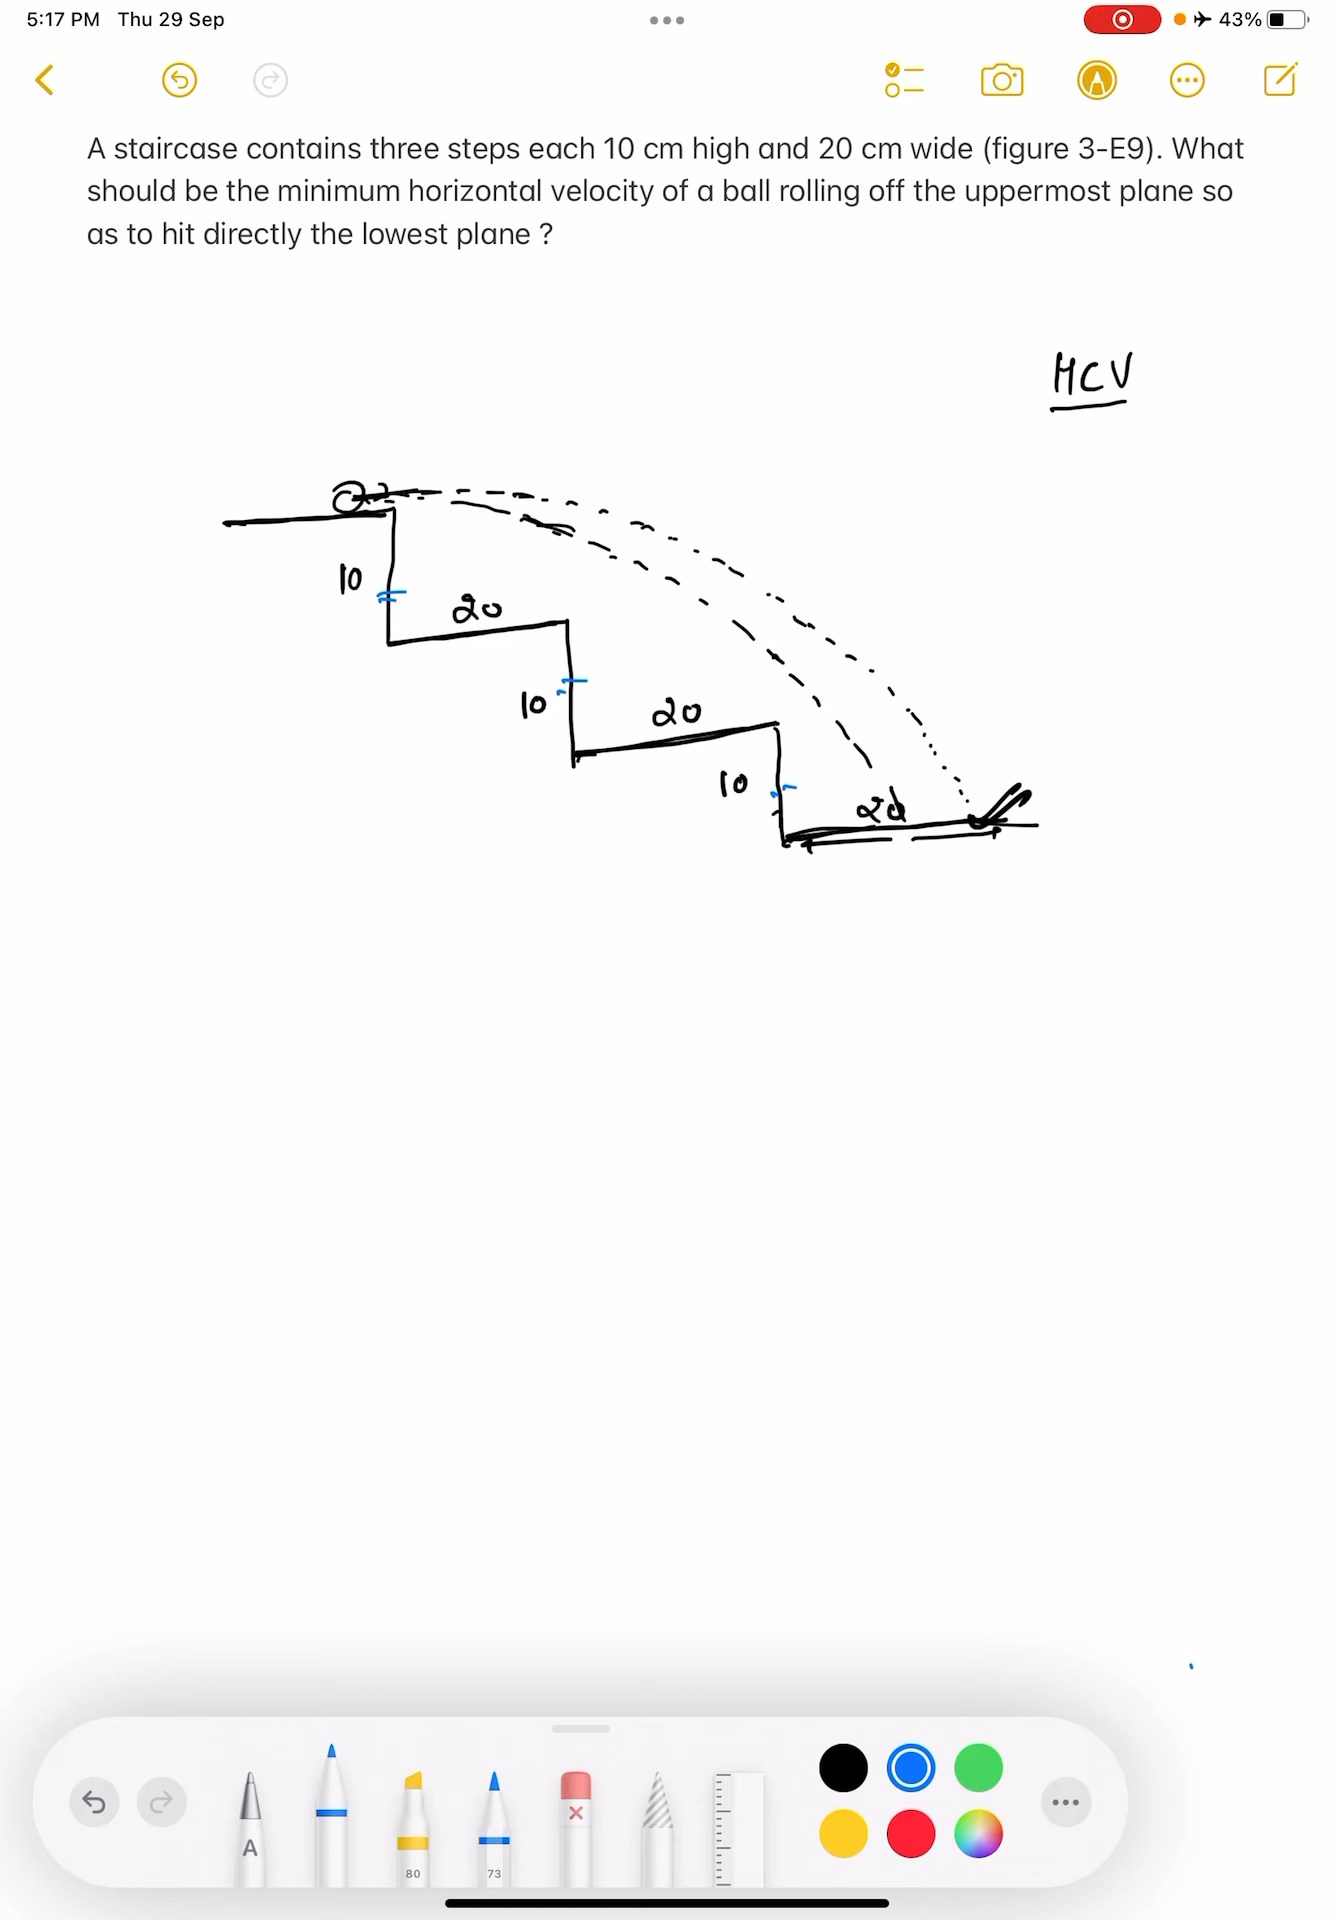 5:17 PM Thu 29 Sep
43%
A staircase contains three steps each 10 cm high and 20 cm wide (figure 3-E9). What
should be the minimum horizontal velocity of a ball rolling off the uppermost plane so
as to hit directly the lowest plane ?
HCV
10
20
10
20
10
20
A
80
73